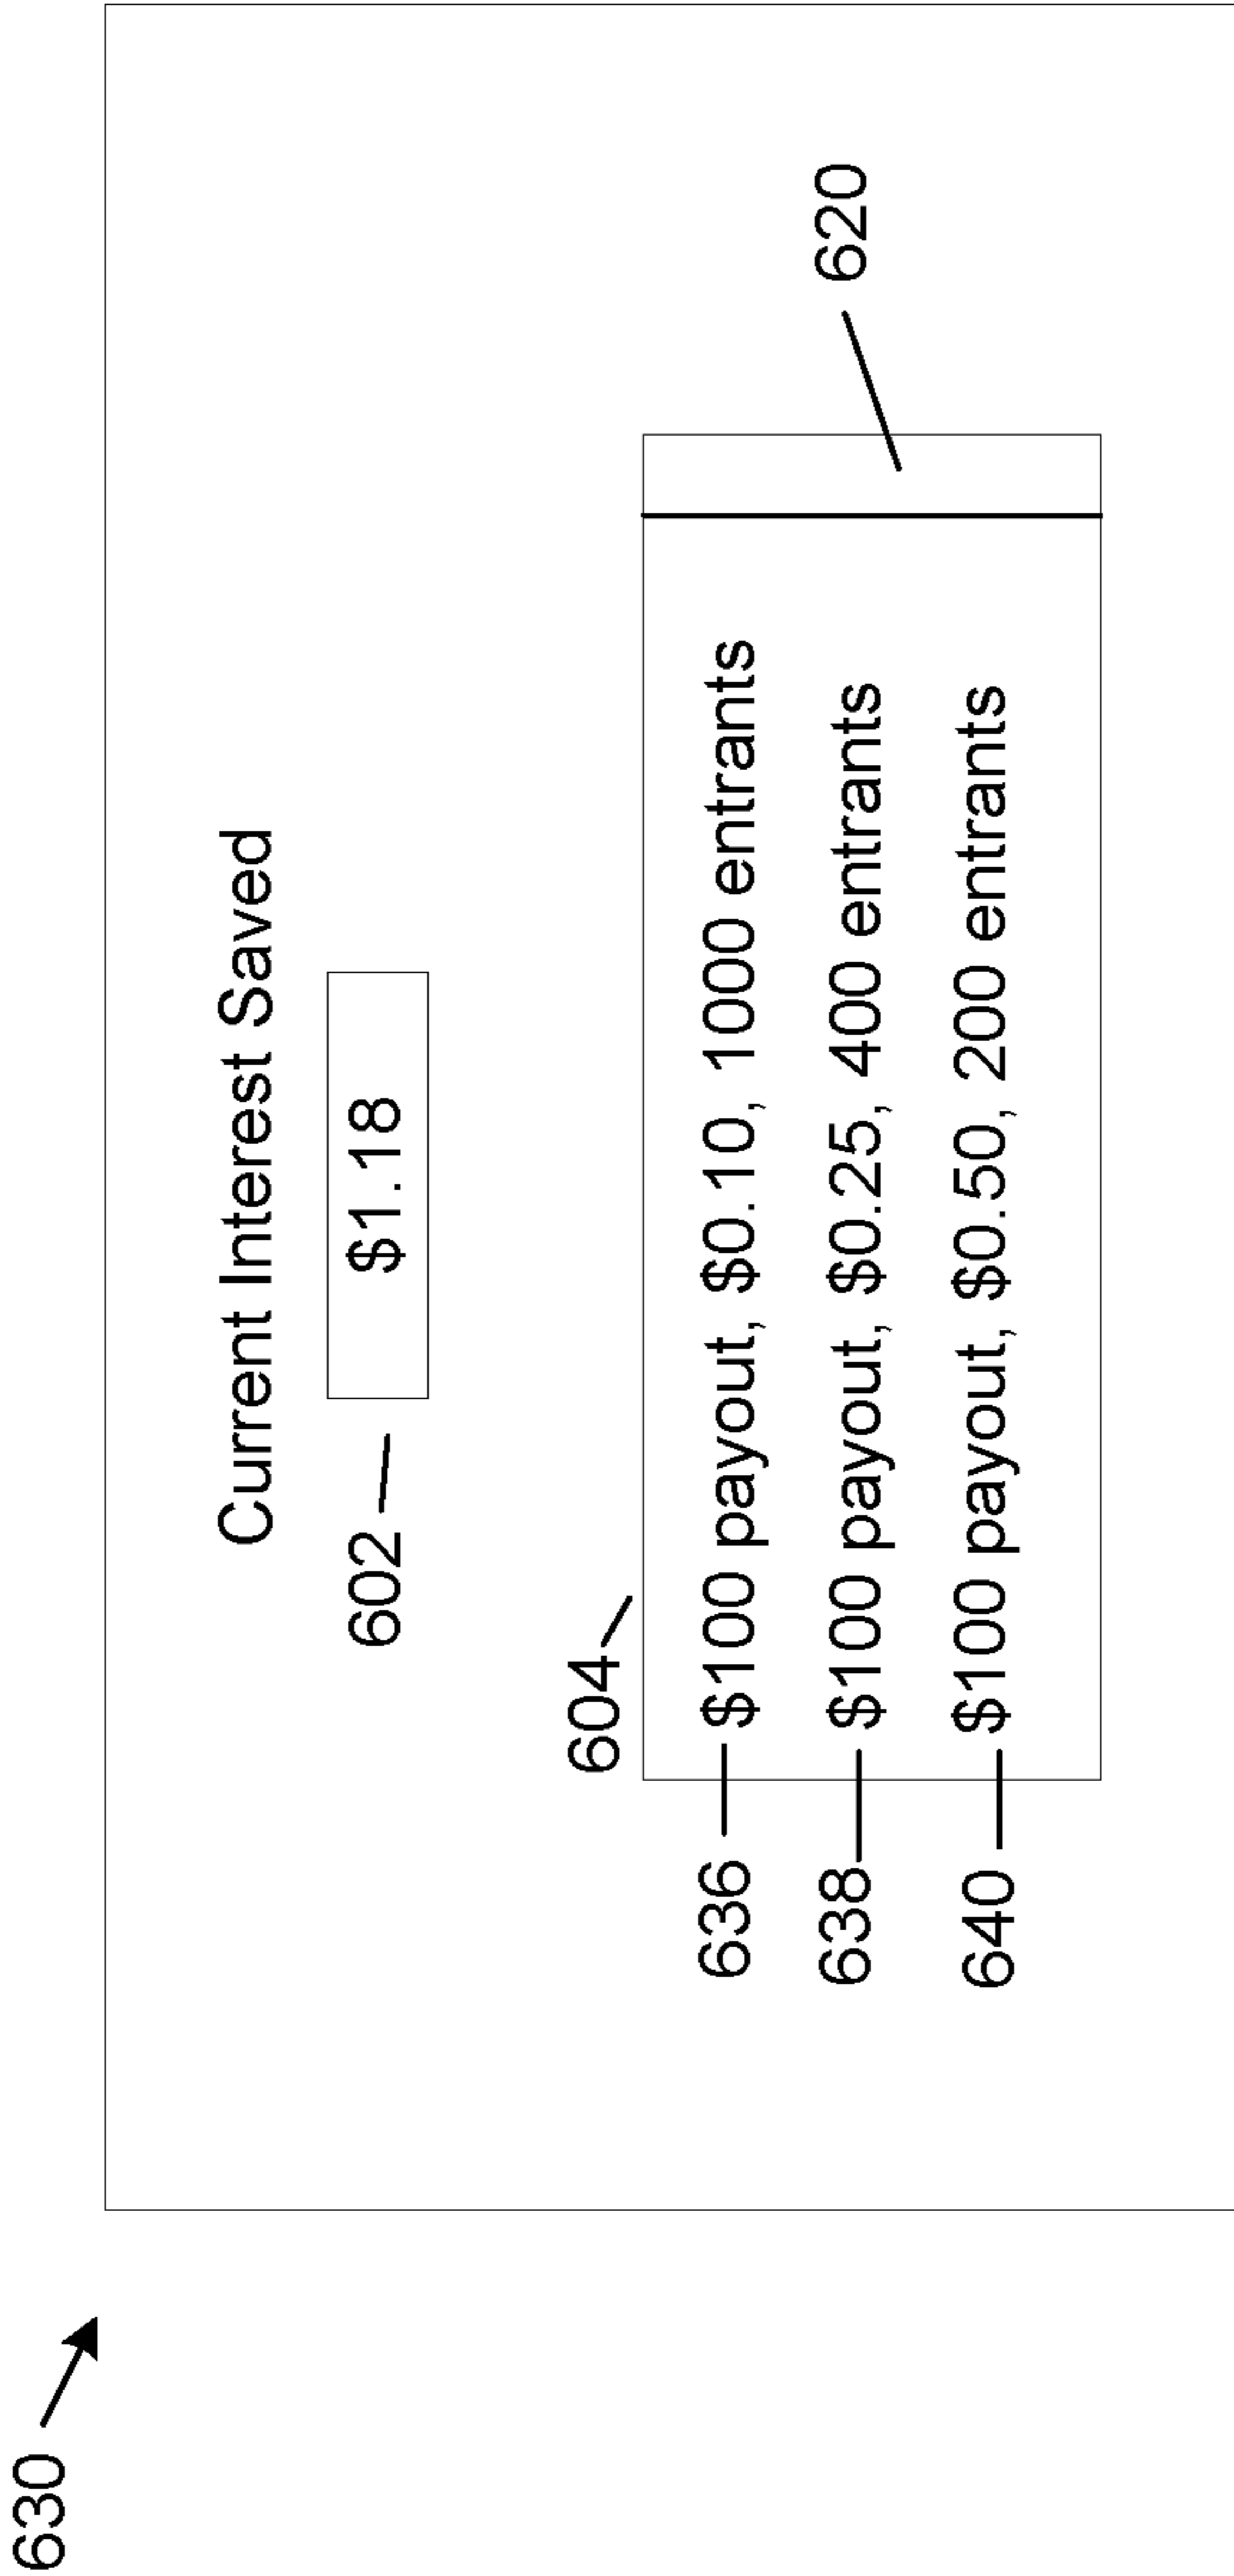 630
Current Interest Saved
602
$1.18
604
636
$100 payout, $0.10, 1000 entrants
638
$100 payout, $0.25, 400 entrants
640
$100 payout, $0.50, 200 entrants
620